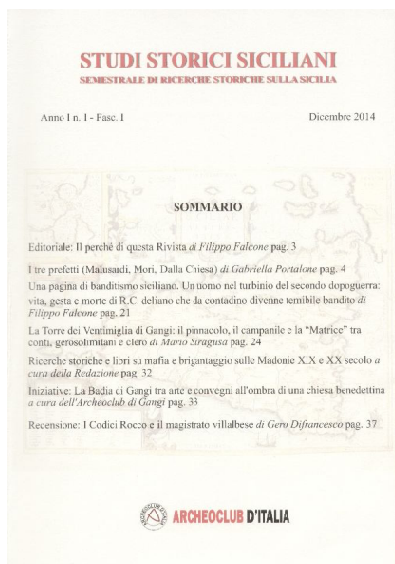 STUDI STORICI SICILIANI
SEMESTRALE DI RICERCHE STORICHE SULLA SICILIA
Anno I n. 1 - Fasc. I Dicembre 2014
SOMMARIO
Editoriale: Il perché di questa Rivista di Filippo Falcone pag. 3
I tre prefetti (Malusardi, Mori, Dalla Chiesa) di Gabriella Portalone pag. 4
Una pagina di banditismo siciliano. Un uomo nel turbinio del secondo dopoguerra:
vita, gesta e morte di R.C. deliano che da contadino divenne temibile bandito di
Filippo Falcone pag. 21
La Torre dei Ventimiglia di Gangi: il pinnacolo, il campanile e la "Matrice" tra
conti, gerosolimitani e clero di Mario Siragusa pag. 24
Ricerche storiche e libri su mafia e brigantaggio sulle Madonie XIX e XX secolo a
cura della Redazione pag. 32
Iniziative: La Badia di Gangi tra arte e convegni all'ombra di una chiesa benedettina
a cura dell'Archeoclub di Gangi pag. 33
Recensione: I Codici Rocco e il magistrato villalbese di Gero Difrancesco pag. 37
ARCHEOCLUB D'ITALIA
ARCHEOCLUB D'ITALIA